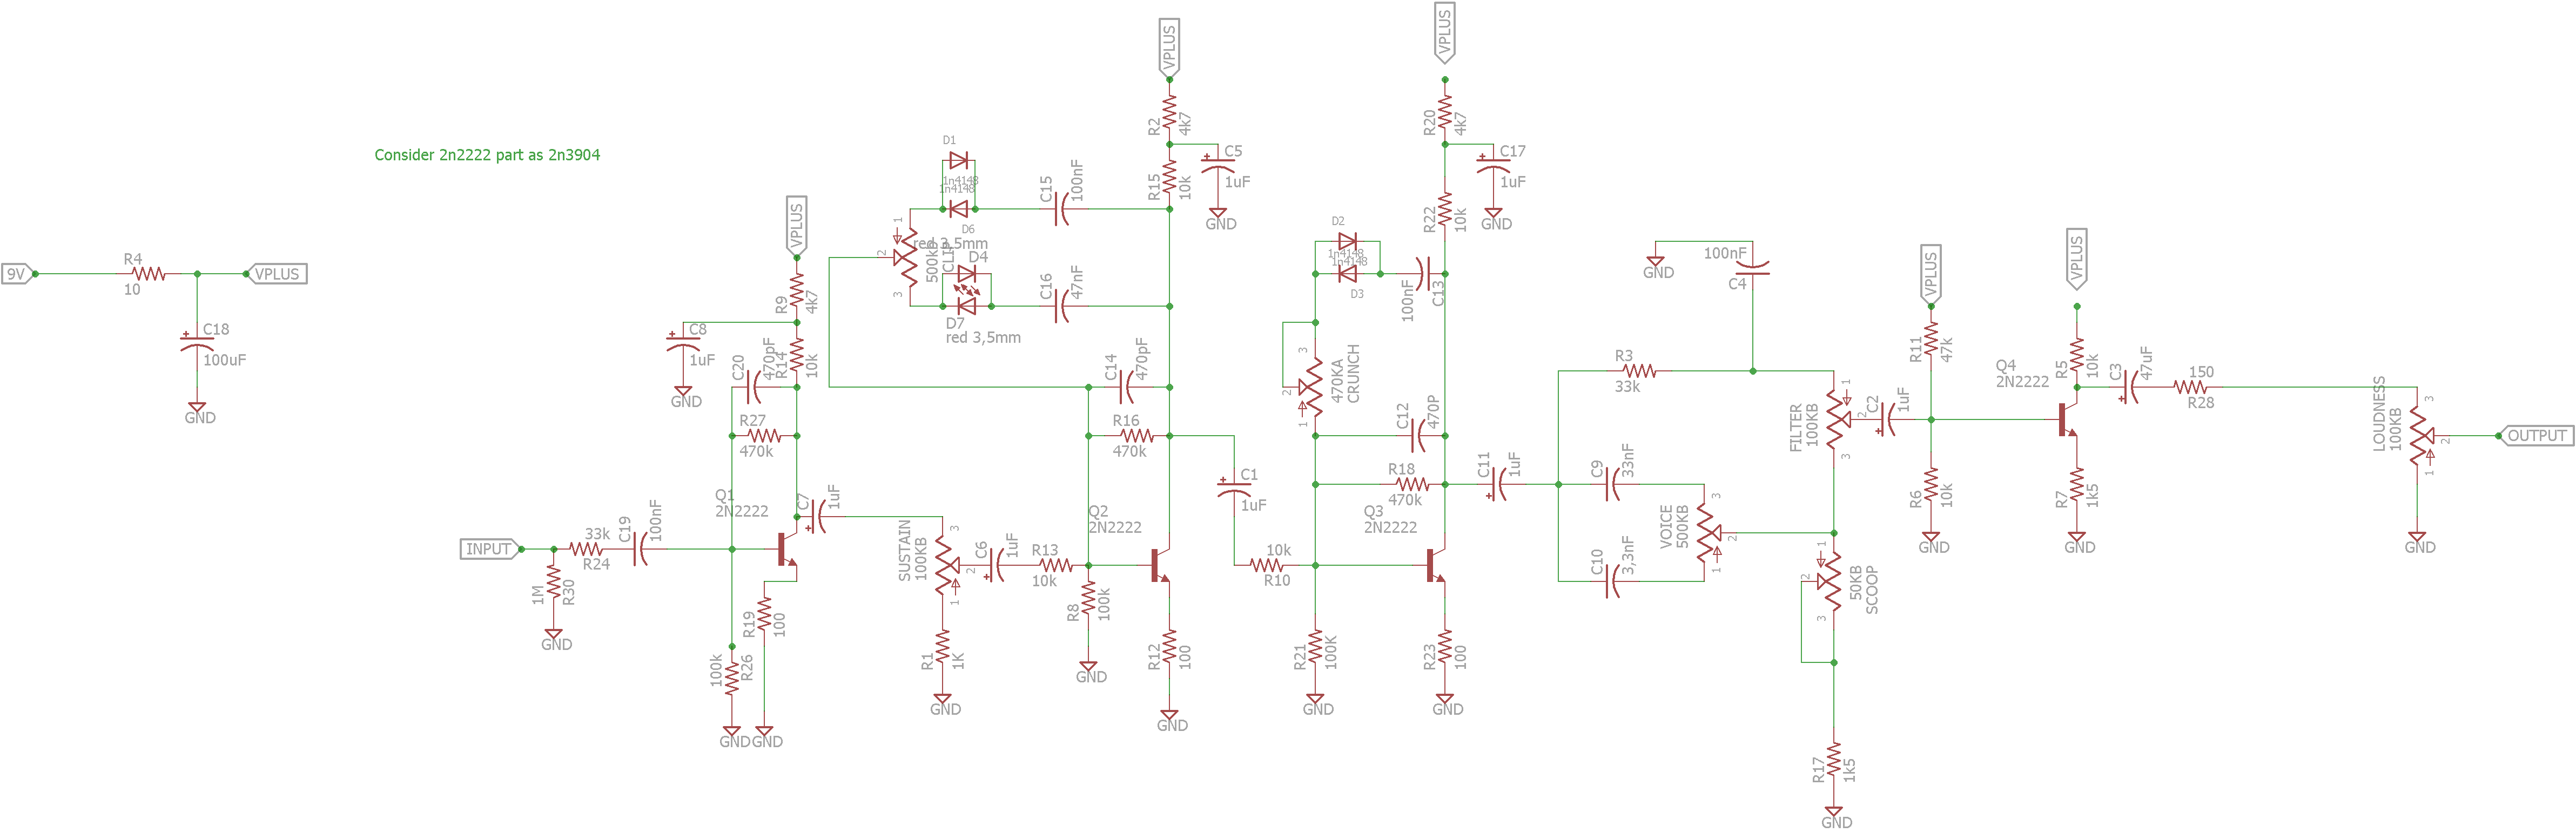 9V
R4
10
VPLUS
C18
100uF
GND
Consider 2n2222 part as 2n3904
INPUT
1M
R30
GND
33k
R24
C19
100nF
VPLUS
R9
4k7
C8
1uF
GND
C20
470pF
R14
10k
R27
470k
Q1
2N2222
C7
1uF
R19
100
100k
R26
GND
GND
SUSTAIN
100KB
3
2
1
R1
1K
GND
C6
1uF
R13
10k
R8
100k
GND
D1
1n4148
1n4148
D6
1
2
3
500kB
CLIP
red 3,5mm
D4
D7
red 3,5mm
C15
100nF
C16
47nF
VPLUS
R2
4k7
C5
1uF
GND
R15
10k
C14
470pF
R16
470k
Q2
2N2222
R12
100
GND
C1
1uF
10k
R10
VPLUS
R20
4k7
C17
1uF
GND
R22
10k
D2
1n4148
1n4148
D3
100nF
C13
3
2
1
470KA
CRUNCH
C12
470P
R18
470k
Q3
2N2222
R21
100K
GND
R23
100
GND
C11
1uF
GND
100nF
C4
R3
33k
C9
33nF
C10
3,3nF
VOICE
500KB
3
2
1
FILTER
100KB
1
2
3
1
2
3
50KB
SCOOP
R17
1k5
GND
C2
1uF
VPLUS
R11
47k
R6
10k
GND
Q4
2N2222
VPLUS
R5
10k
R7
1k5
GND
C3
47uF
150
R28
LOUDNESS
100KB
3
2
1
GND
OUTPUT